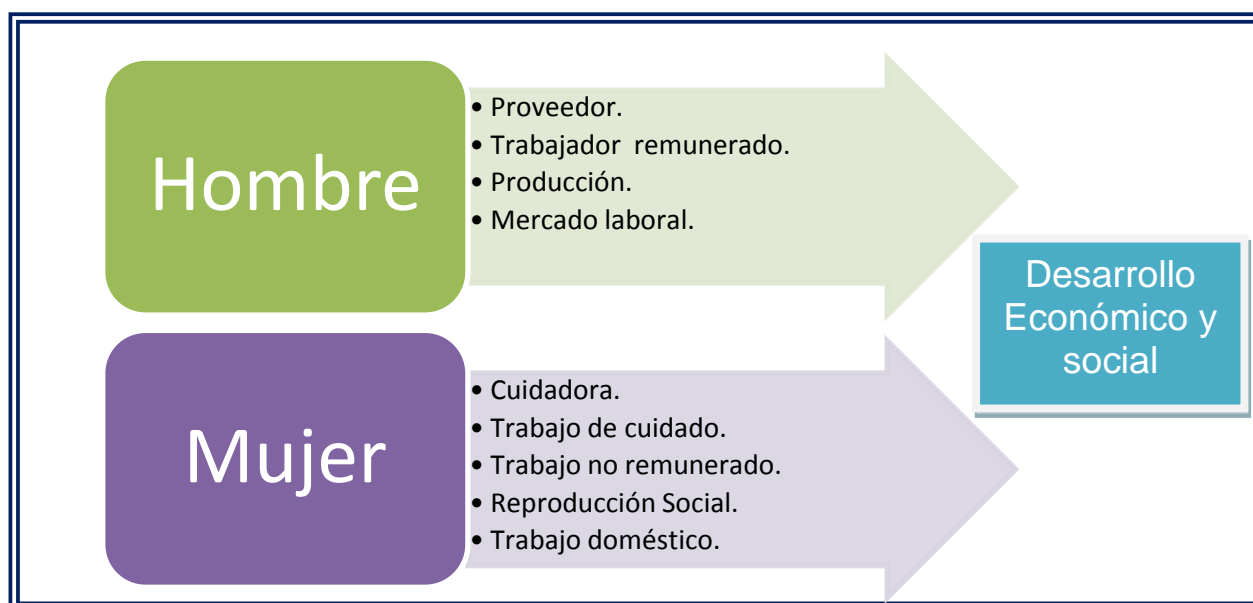 Hombre
• Proveedor.
• Trabajador remunerado.
• Producción.
• Mercado laboral.
Mujer
• Cuidadora.
• Trabajo de cuidado.
• Trabajo no remunerado.
• Reproducción Social.
• Trabajo doméstico.
Desarrollo
Económico y
social